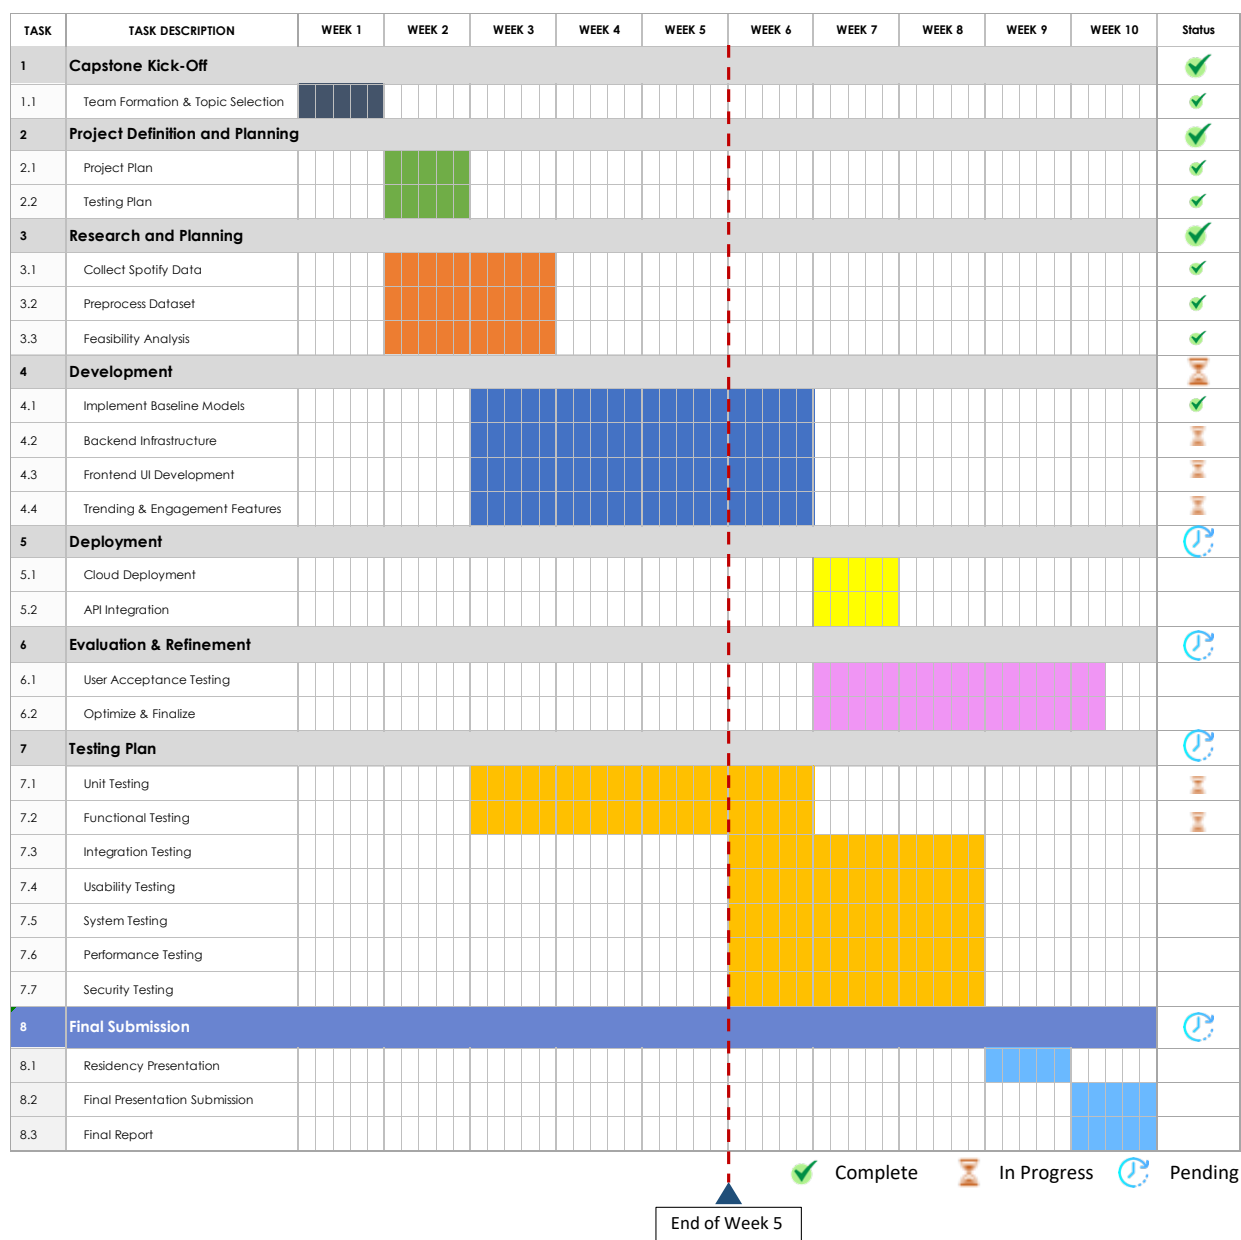 TASK TASK DESCRIPTION WEEK 1 WEEK 2 WEEK 3 WEEK 4 WEEK 5 WEEK 6 WEEK 7 WEEK 8 WEEK 9 WEEK 10 Status
1 Capstone Kick-Off
1.1 Team Formation & Topic Selection
2 Project Definition and Planning
2.1 Project Plan
2.2 Testing Plan
3 Research and Planning
3.1 Collect Spotify Data
3.2 Preprocess Dataset
3.3 Feasibility Analysis
4 Development
4.1 Implement Baseline Models
4.2 Backend Infrastructure
4.3 Frontend UI Development
4.4 Trending & Engagement Features
5 Deployment
5.1 Cloud Deployment
5.2 API Integration
6 Evaluation & Refinement
6.1 User Acceptance Testing
6.2 Optimize & Finalize
7 Testing Plan
7.1 Unit Testing
7.2 Functional Testing
7.3 Integration Testing
7.4 Usability Testing
7.5 System Testing
7.6 Performance Testing
7.7 Security Testing
8 Final Submission
8.1 Residency Presentation
8.2 Final Presentation Submission
8.3 Final Report
Complete In Progress Pending
End of Week 5